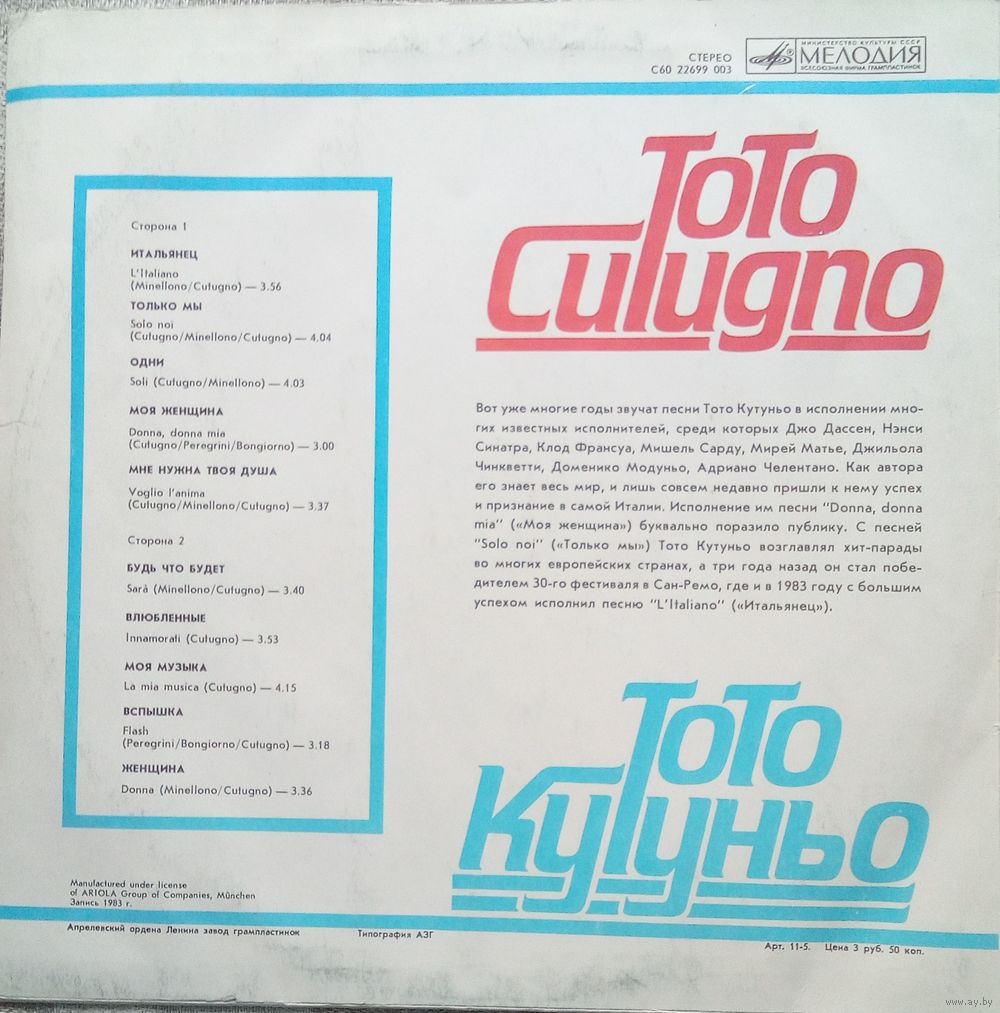 СТЕРЕО
С60 22699 003
МИНИСТЕРСТВО КУЛЬТУРЫ СССР
МЕЛОДИЯ
ВСЕСОЮЗНАЯ ФИРМА ГРАМПЛАСТИНОК
Сторона 1
ИТАЛЬЯНЕЦ
L'Italiano
(Minellono/Cutugno) — 3.56
ТОЛЬКО МЫ
Solo noi
(Cutugno/Minellono/Cutugno) — 4.04
ОДНИ
Soli (Cutugno/Minellono) — 4.03
МОЯ ЖЕНЩИНА
Donna, donna mia
(Cutugno/Peregrini/Bongiorno) — 3.00
МНЕ НУЖНА ТВОЯ ДУША
Voglio l'anima
(Cutugno/Minellono/Cutugno) — 3.37
Сторона 2
БУДЬ ЧТО БУДЕТ
Sarà (Minellono/Cutugno) — 3.40
ВЛЮБЛЕННЫЕ
Innamorati (Cutugno) — 3.53
МОЯ МУЗЫКА
La mia musica (Cutugno) — 4.15
ВСПЫШКА
Flash
(Peregrini/Bongiorno/Cutugno) — 3.18
ЖЕНЩИНА
Donna (Minellono/Cutugno) — 3.36
Toto
Cutugno
Вот уже многие годы звучат песни Тото Кутуньо в исполнении мно-
гих известных исполнителей, среди которых Джо Дассен, Нэнси
Синатра, Клод Франсуа, Мишель Сарду, Мирей Матье, Джильола
Чинкветти, Доменико Модуньо, Адриано Челентано. Как автора
его знает весь мир, и лишь совсем недавно пришли к нему успех
и признание в самой Италии. Исполнение им песни "Donna, donna
mia" («Моя женщина») буквально поразило публику. С песней
"Solo noi" («Только мы») Тото Кутуньо возглавлял хит-парады
во многих европейских странах, а три года назад он стал побе-
дителем 30-го фестиваля в Сан-Ремо, где и в 1983 году с большим
успехом исполнил песню "L'Italiano" («Итальянец»).
Тото
Кутуньо
Manufactured under license
of ARIOLA Group of Companies, München
Запись 1983 г.
Апрелевский ордена Ленина завод грампластинок
Типография АЗГ
Арт. 11-5. Цена 3 руб. 50 коп.
www.ay.by